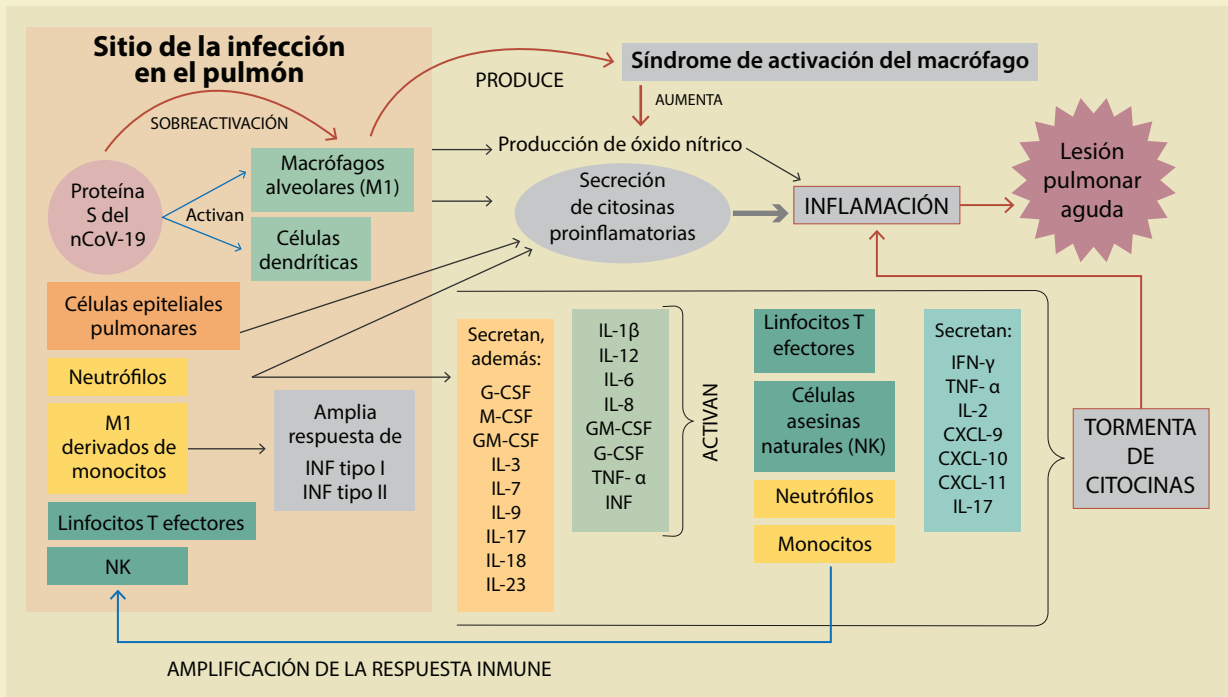 Sitio de la infección
en el pulmón
SOBREACTIVACIÓN
Proteína
S del
nCoV-19
Activan
Macrófagos
alveolares (M1)
Células
dendríticas
Células epiteliales
pulmonares
Neutrófilos
M1
derivados de
monocitos
Linfocitos T efectores
NK
Amplia
respuesta de
INF tipo I
INF tipo II
PRODUCE
Síndrome de activación del macrófago
AUMENTA
Producción de óxido nítrico
Secreción
de citosinas
proinflamatorias
INFLAMACIÓN
Lesión
pulmonar
aguda
Secretan,
además:
G-CSF
M-CSF
GM-CSF
IL-3
IL-7
IL-9
IL-17
IL-18
IL-23
IL-1β
IL-12
IL-6
IL-8
GM-CSF
G-CSF
TNF- α
INF
ACTIVAN
Linfocitos T
efectores
Células
asesinas
naturales (NK)
Neutrófilos
Monocitos
Secretan:
IFN-γ
TNF- α
IL-2
CXCL-9
CXCL-10
CXCL-11
IL-17
TORMENTA
DE
CITOCINAS
AMPLIFICACIÓN DE LA RESPUESTA INMUNE